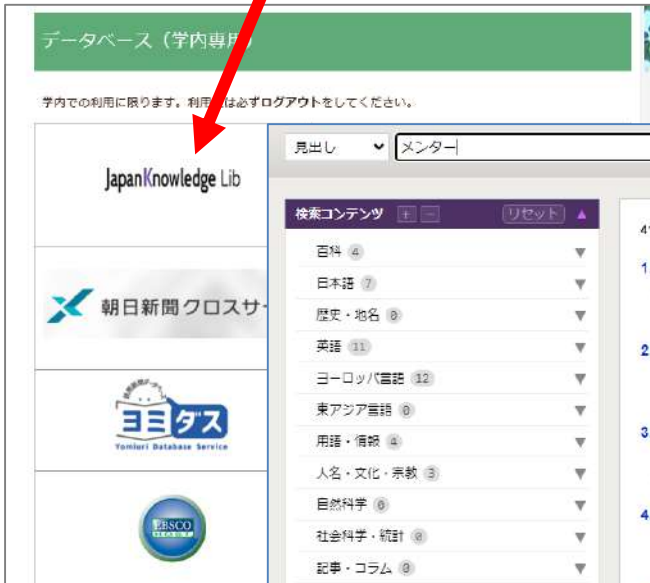 データベース（学内専用）
学内での利用に限ります。利用 は必ずログアウトをしてください。
JapanKnowledge Lib
朝日新聞クロスサ
ヨミダス
Yomiuri Database Service
EBSCO
見出し
メンター
検索コンテンツ + − リセット ▲
百科 4 ▼
日本語 7 ▼
歴史・地名 0 ▼
英語 11 ▼
ヨーロッパ言語 12 ▼
東アジア言語 0 ▼
用語・情報 4 ▼
人名・文化・宗教 3 ▼
自然科学 0 ▼
社会科学・統計 0 ▼
記事・コラム 0 ▼
1
2
3
4